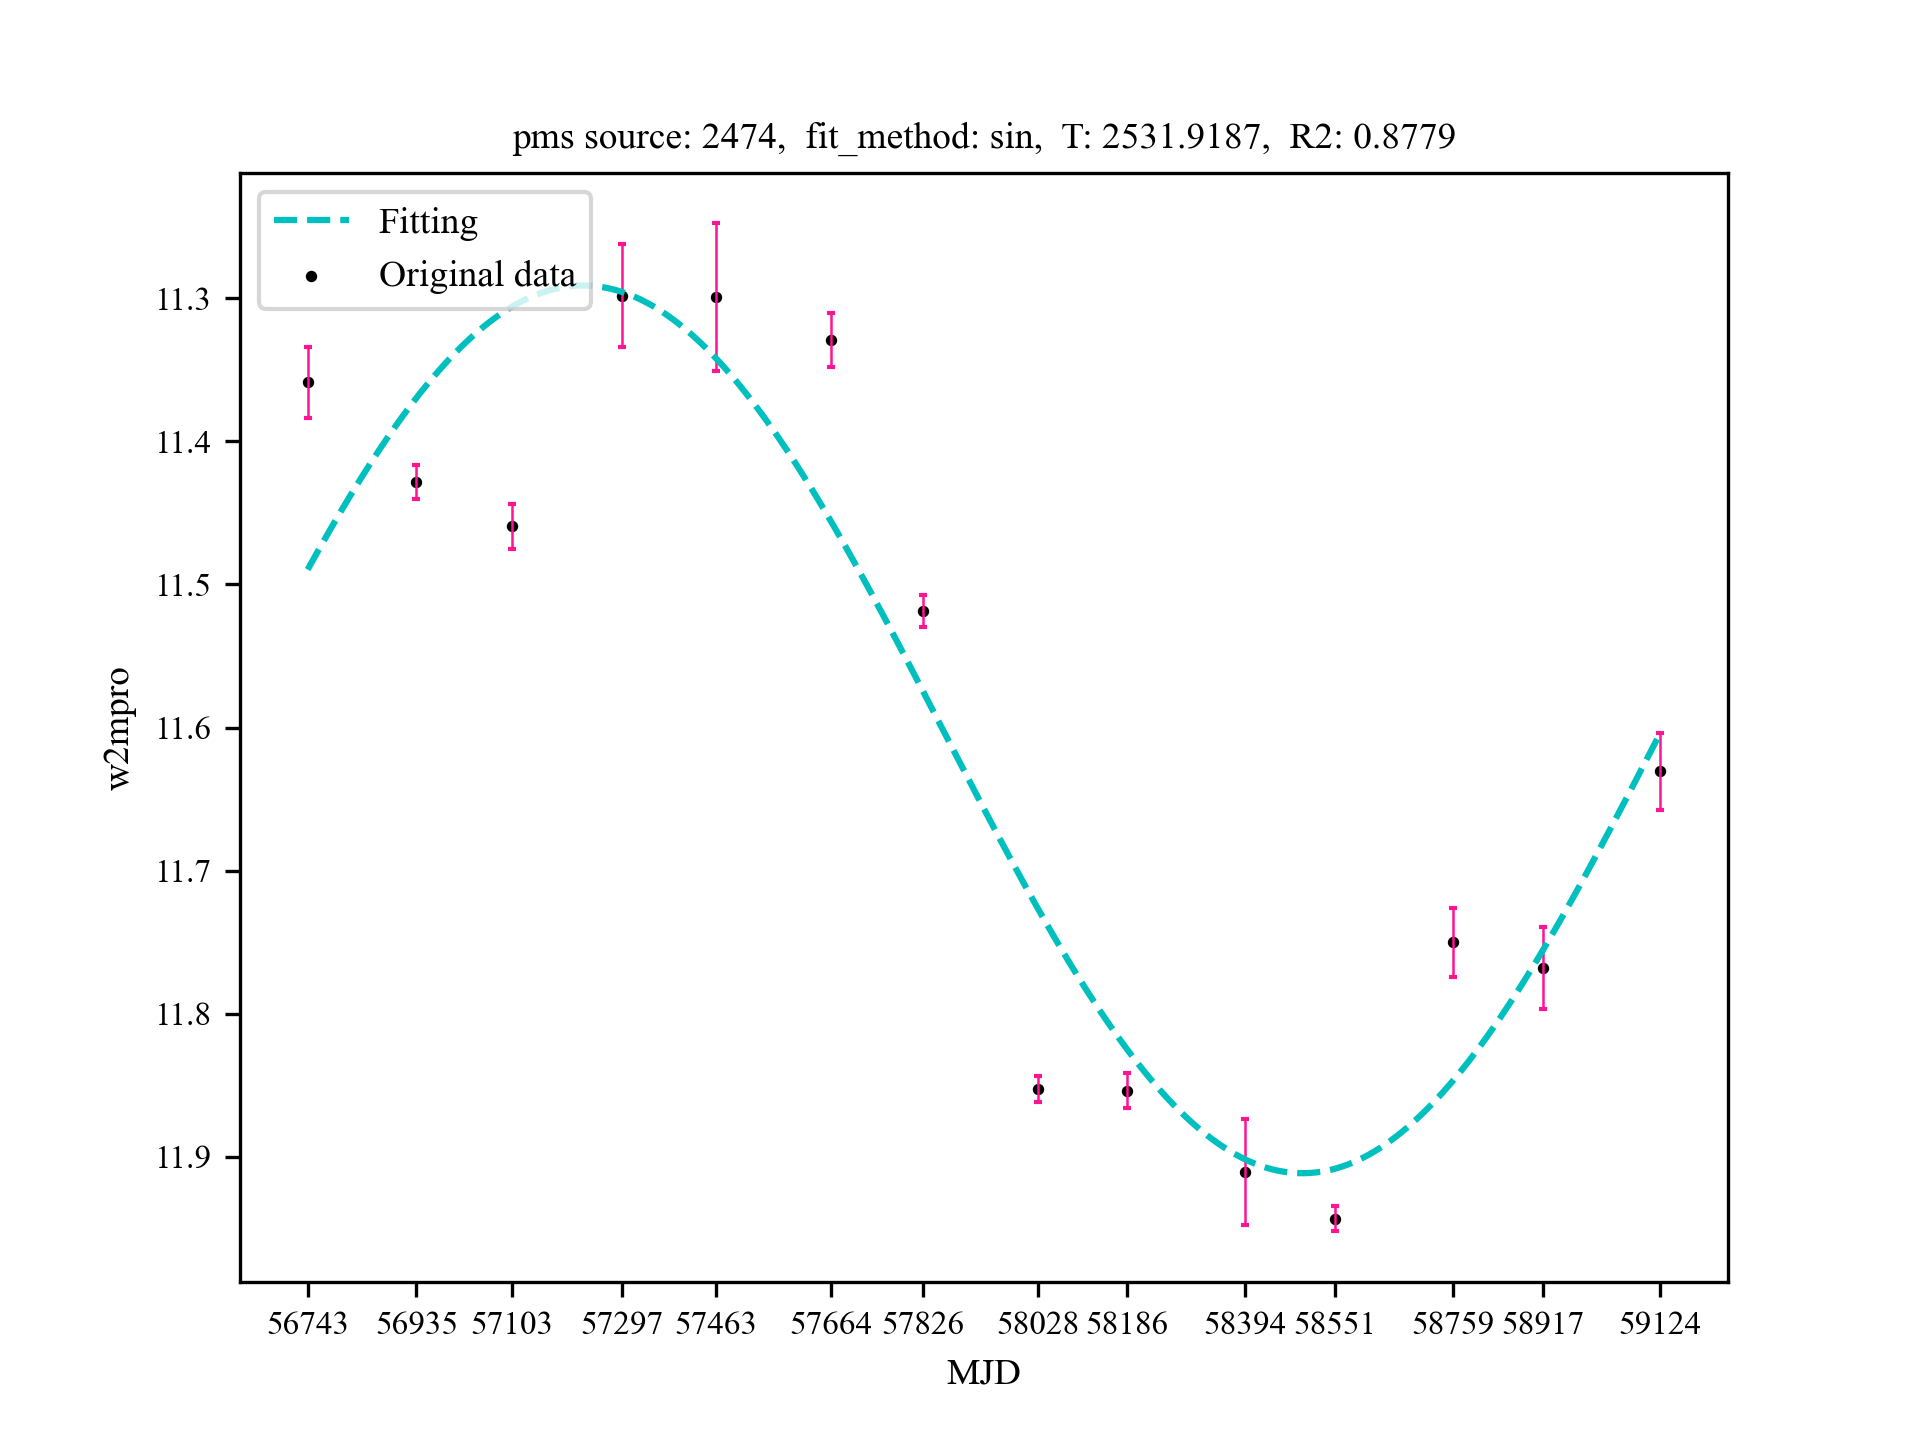 pms source: 2474,  fit_method: sin,  T: 2531.9187,  R2: 0.8779
Fitting
Original data
11.3
11.4
11.5
11.6
11.7
11.8
11.9
w2mpro
56743 56935 57103 57297 57463 57664 57826 58028 58186 58394 58551 58759 58917 59124
MJD